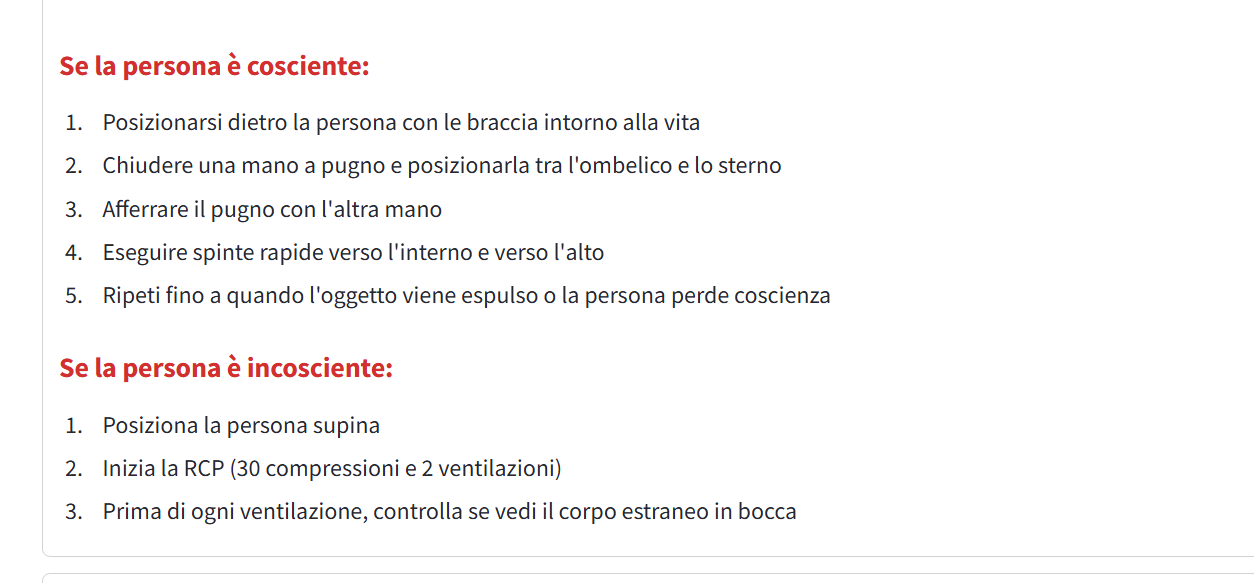 Se la persona è cosciente:
1. Posizionarsi dietro la persona con le braccia intorno alla vita
2. Chiudere una mano a pugno e posizionarla tra l'ombelico e lo sterno
3. Afferrare il pugno con l'altra mano
4. Eseguire spinte rapide verso l'interno e verso l'alto
5. Ripeti fino a quando l'oggetto viene espulso o la persona perde coscienza
Se la persona è incosciente:
1. Posiziona la persona supina
2. Inizia la RCP (30 compressioni e 2 ventilazioni)
3. Prima di ogni ventilazione, controlla se vedi il corpo estraneo in bocca